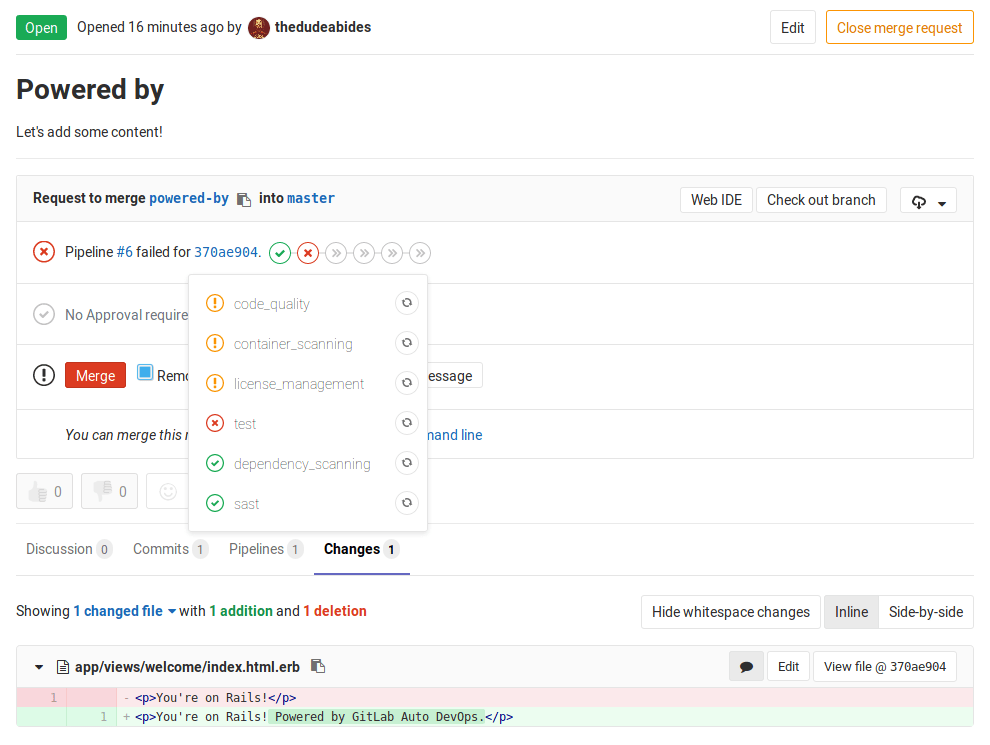 Open Opened 16 minutes ago by thedudeabides Edit Close merge request
Powered by
Let's add some content!
Request to merge powered-by into master Web IDE Check out branch
Pipeline #6 failed for 370ae904.
code_quality
No Approval require
container_scanning
Merge Remo
license_management
essage
test
You can merge this
mand line
dependency_scanning
0 0
sast
Discussion 0 Commits 1 Pipelines 1 Changes 1
Showing 1 changed file with 1 addition and 1 deletion Hide whitespace changes Inline Side-by-side
app/views/welcome/index.html.erb Edit View file @ 370ae904
1 - <p>You're on Rails!</p>
1 + <p>You're on Rails! Powered by GitLab Auto DevOps.</p>